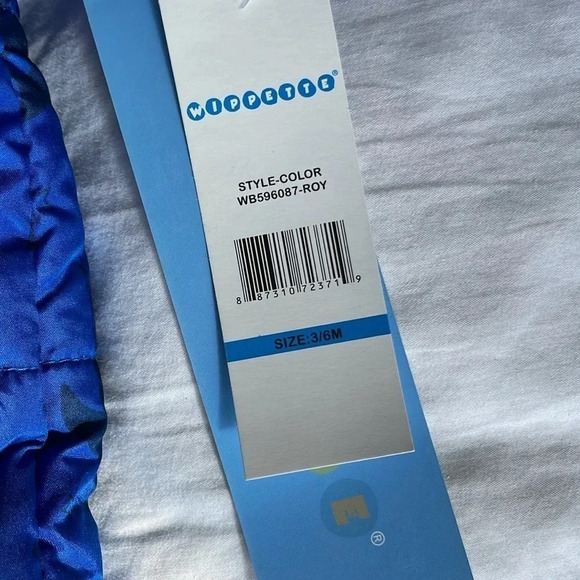 WIPPETTE®
STYLE-COLOR
WB596087-ROY
8 87310 72371 9
SIZE:3/6M
®